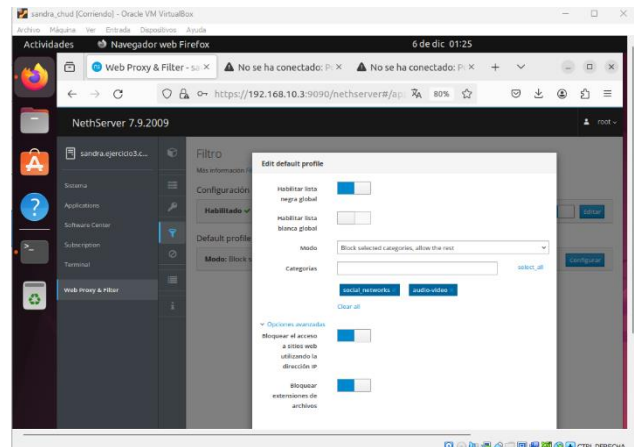 sandra_chud [Corriendo] - Oracle VM VirtualBox
Archivo Máquina Ver Entrada Dispositivos Ayuda
Actividades Navegador web Firefox 6 de dic 01:25
Web Proxy & Filter - sa No se ha conectado: P No se ha conectado: P
https://192.168.10.3:9090/nethserver#/ap 80%
NethServer 7.9.2009 root
sandra.ejercicio3.c... Filtro
Más información
Edit default profile
Sistema
Applications
Software Center
Subscription
Terminal
Web Proxy & Filter
Configuración
Habilitado
Editar
Default profile
Modo: Block s
Configurar
Habilitar lista
negra global
Habilitar lista
blanca global
Modo Block selected categories, allow the rest
Categorías select_all
social_networks audio-video
Clear all
Opciones avanzadas
Bloquear el acceso
a sitios web
utilizando la
dirección IP
Bloquear
extensiones de
archivos
CTRL DERECHA